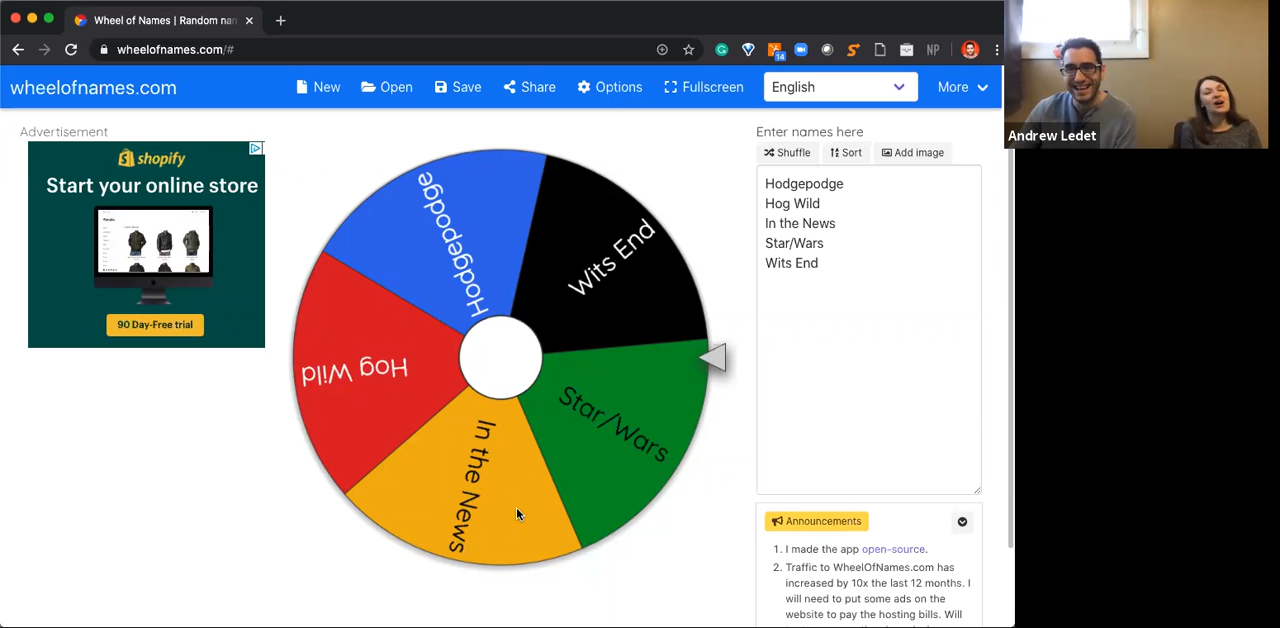 Wheel of Names | Random nan
wheelofnames.com/#
14
NP
wheelofnames.com
New
Open
Save
Share
Options
Fullscreen
English
More
Andrew Ledet
Advertisement
shopify
Start your online store
90 Day-Free trial
Hodgepodge
Wits End
Star/Wars
In the News
Hog Wild
Enter names here
Shuffle
Sort
Add image
Hodgepodge
Hog Wild
In the News
Star/Wars
Wits End
Announcements
1. I made the app open-source.
2. Traffic to WheelOfNames.com has
increased by 10x the last 12 months. I
will need to put some ads on the
website to pay the hosting bills. Will